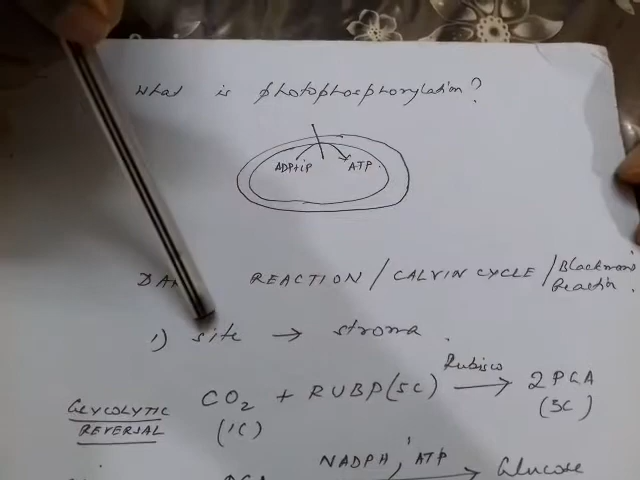 What is photophosphorylation?
ADP+iP ATP
REACTION / CALVIN CYCLE / Blackman's
Reaction.
1) site → stroma.
CO2 + RUBP(5C) Rubisco → 2PGA
GLYCOLYTIC (1C) (3C)
REVERSAL
NADPH, ATP → Glucose